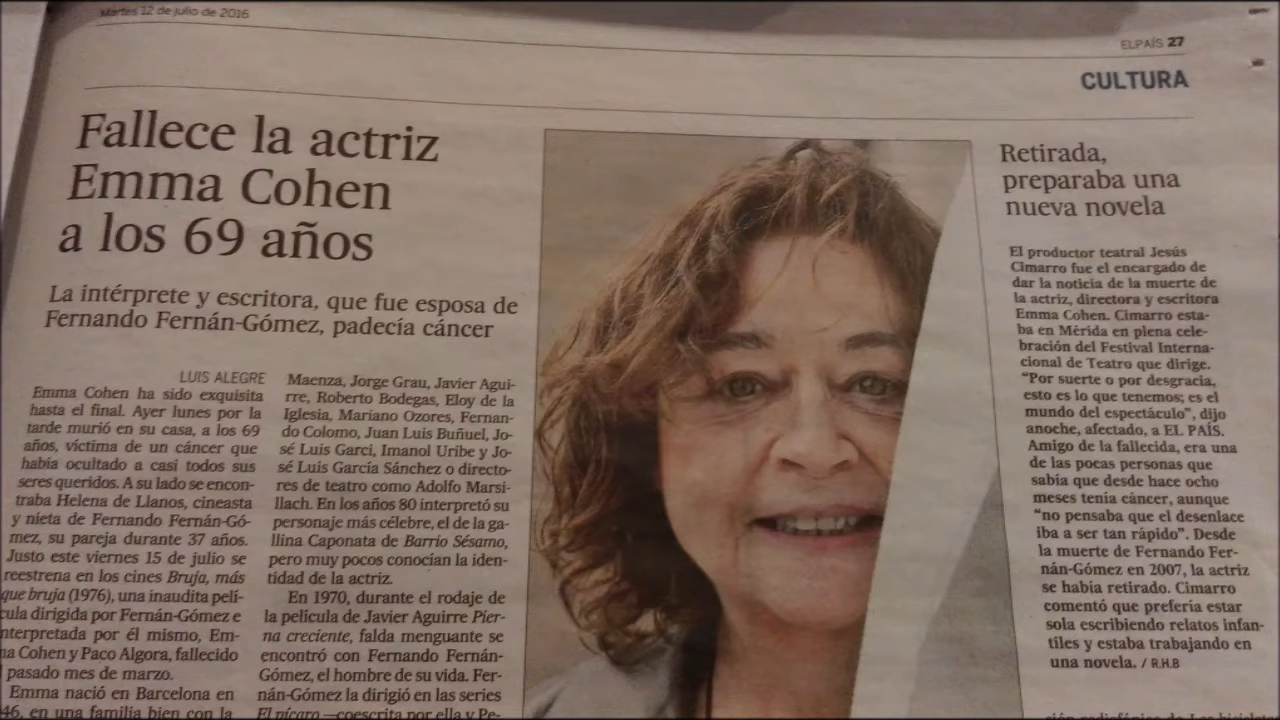 Martes 12 de julio de 2016
ELPAÍS 27
CULTURA
Fallece la actriz
Emma Cohen
a los 69 años
La intérprete y escritora, que fue esposa de
Fernando Fernán-Gómez, padecía cáncer
LUIS ALEGRE
Emma Cohen ha sido exquisita
hasta el final. Ayer lunes por la
tarde murió en su casa, a los 69
años, víctima de un cáncer que
había ocultado a casi todos sus
seres queridos. A su lado se encon-
traba Helena de Llanos, cineasta
y nieta de Fernando Fernán-Gó-
mez, su pareja durante 37 años.
Justo este viernes 15 de julio se
reestrena en los cines Bruja, más
que bruja (1976), una inaudita pelí-
cula dirigida por Fernán-Gómez e
nterpretada por él mismo, Em-
na Cohen y Paco Algora, fallecido
pasado mes de marzo.
Emma nació en Barcelona en
46, en una familia bien con la
Maenza, Jorge Grau, Javier Agui-
rre, Roberto Bodegas, Eloy de la
Iglesia, Mariano Ozores, Fernan-
do Colomo, Juan Luis Buñuel, Jo-
sé Luis Garci, Imanol Uribe y Jo-
sé Luis García Sánchez o directo-
res de teatro como Adolfo Marsi-
llach. En los años 80 interpretó su
personaje más célebre, el de la ga-
llina Caponata de Barrio Sésamo,
pero muy pocos conocían la iden-
tidad de la actriz.
En 1970, durante el rodaje de
la película de Javier Aguirre Pier-
na creciente, falda menguante se
encontró con Fernando Fernán-
Gómez, el hombre de su vida. Fer-
nán-Gómez la dirigió en las series
El pícaro —coescrita por ella y Pe-
Retirada,
preparaba una
nueva novela
El productor teatral Jesús
Cimarro fue el encargado de
dar la noticia de la muerte de
la actriz, directora y escritora
Emma Cohen. Cimarro esta-
ba en Mérida en plena cele-
bración del Festival Interna-
cional de Teatro que dirige.
“Por suerte o por desgracia,
esto es lo que tenemos; es el
mundo del espectáculo”, dijo
anoche, afectado, a EL PAÍS.
Amigo de la fallecida, era una
de las pocas personas que
sabía que desde hace ocho
meses tenía cáncer, aunque
“no pensaba que el desenlace
iba a ser tan rápido”. Desde
la muerte de Fernando Fer-
nán-Gómez en 2007, la actriz
se había retirado. Cimarro
comentó que prefería estar
sola escribiendo relatos infan-
tiles y estaba trabajando en
una novela. / R.H.B